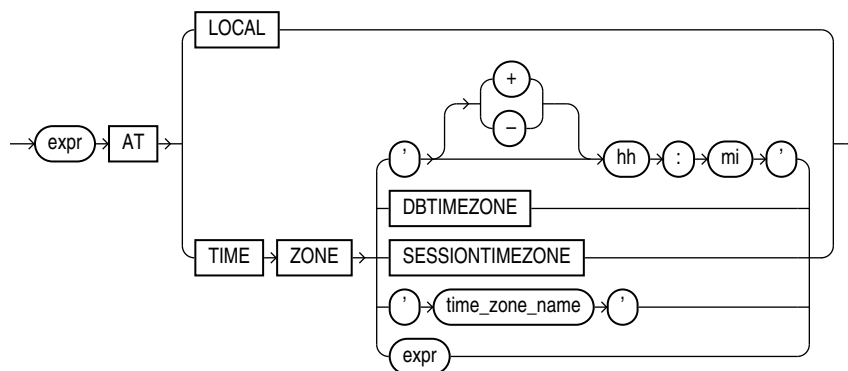 LOCAL
+
−
expr AT ’ hh : mi ’
DBTIMEZONE
TIME ZONE SESSIONTIMEZONE
’ time_zone_name ’
expr